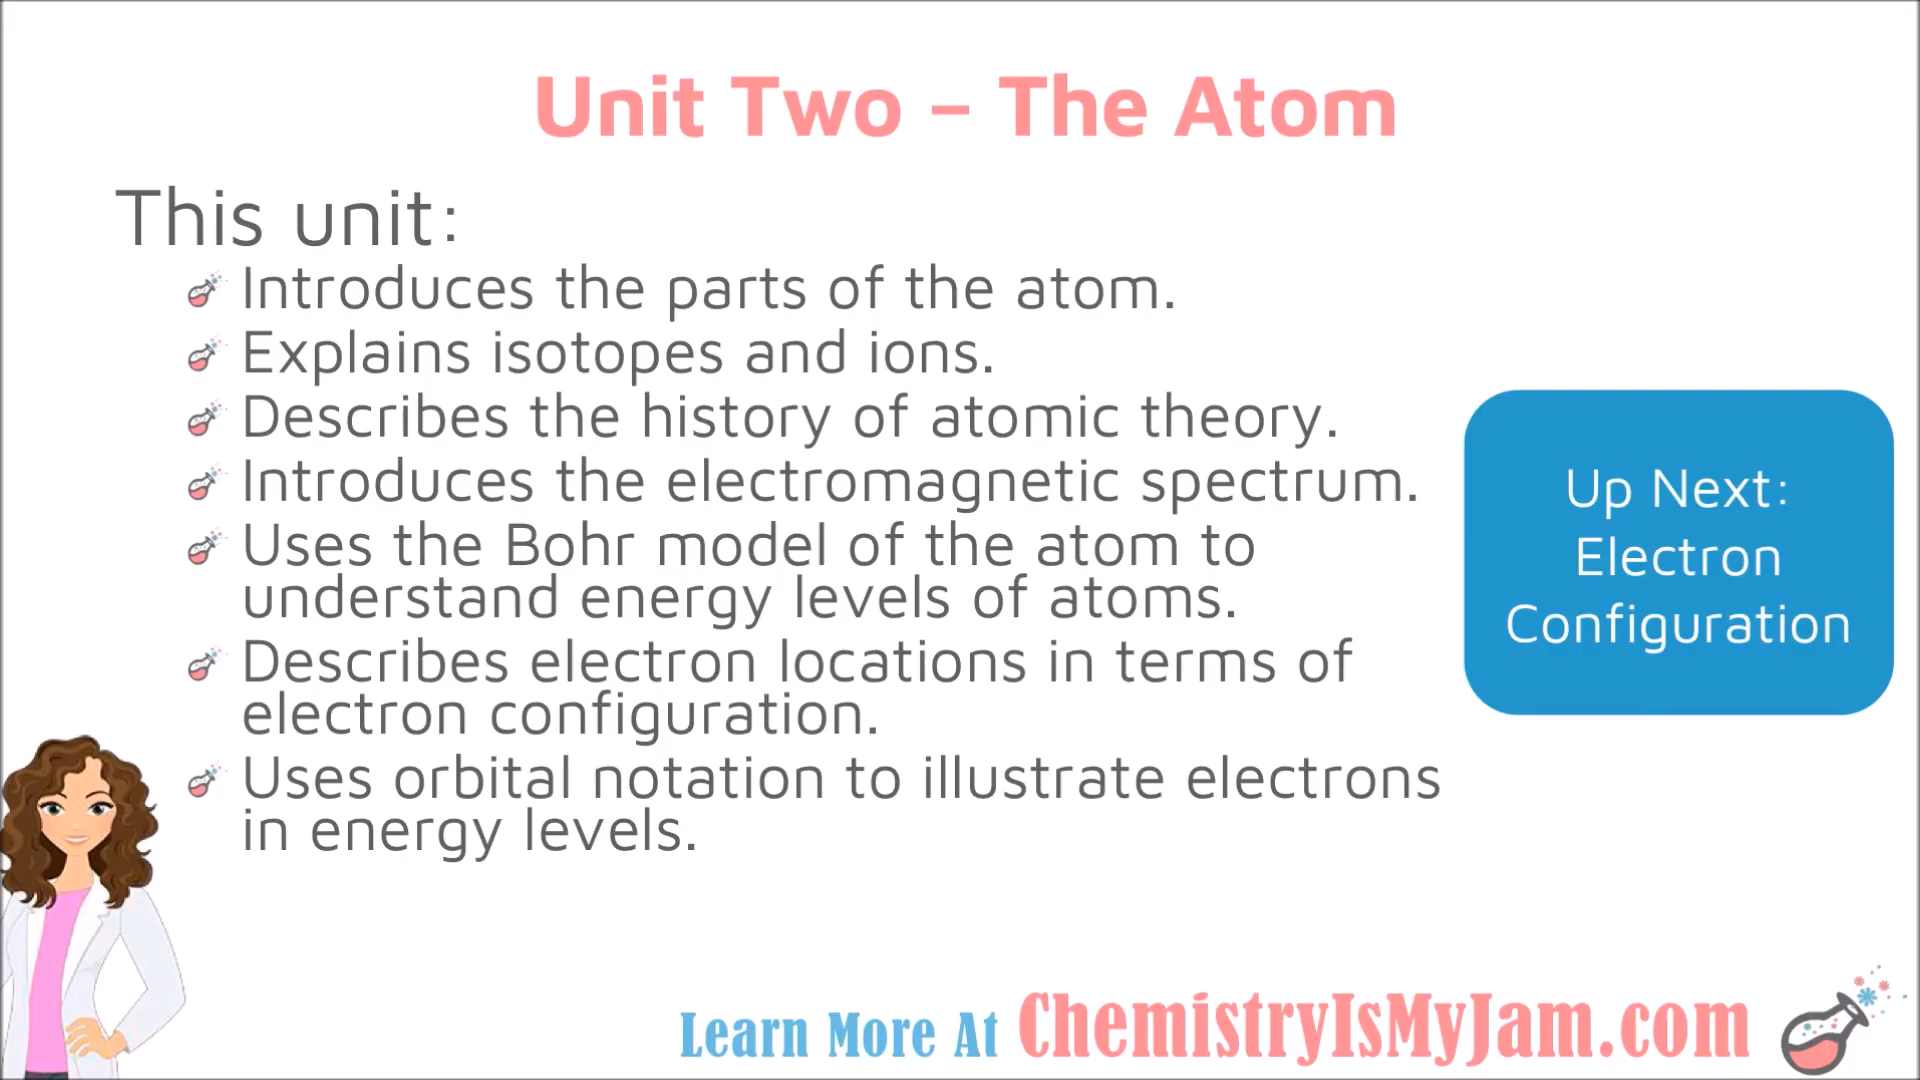 Unit Two – The Atom
This unit:
Introduces the parts of the atom.
Explains isotopes and ions.
Describes the history of atomic theory.
Introduces the electromagnetic spectrum.
Uses the Bohr model of the atom to
understand energy levels of atoms.
Describes electron locations in terms of
electron configuration.
Uses orbital notation to illustrate electrons
in energy levels.
Up Next:
Electron
Configuration
Learn More At ChemistryIsMyJam.com